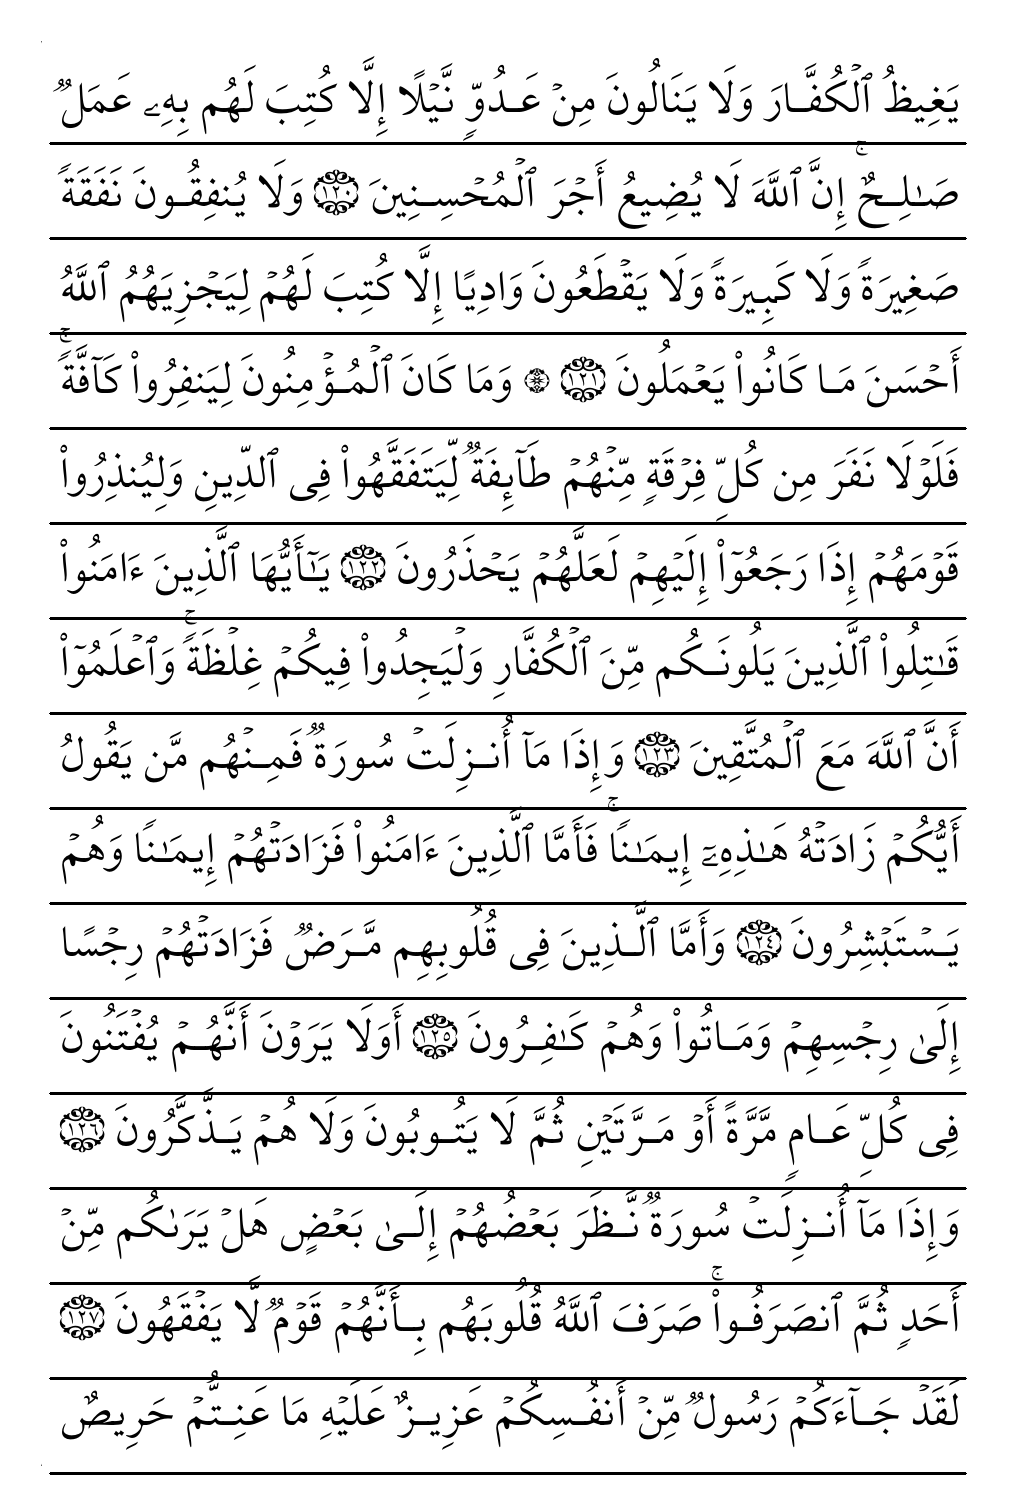 يَغِيظُ ٱلۡكُفَّارَ وَلَا يَنَالُونَ مِنۡ عَدُوٍّ نَّيۡلًا إِلَّا كُتِبَ لَهُم بِهِۦ عَمَلٌ
صَٰلِحٌۚ إِنَّ ٱللَّهَ لَا يُضِيعُ أَجۡرَ ٱلۡمُحۡسِنِينَ ١٢٠ وَلَا يُنفِقُونَ نَفَقَةً
صَغِيرَةً وَلَا كَبِيرَةً وَلَا يَقۡطَعُونَ وَادِيًا إِلَّا كُتِبَ لَهُمۡ لِيَجۡزِيَهُمُ ٱللَّهُ
أَحۡسَنَ مَا كَانُواْ يَعۡمَلُونَ ١٢١ ۞ وَمَا كَانَ ٱلۡمُؤۡمِنُونَ لِيَنفِرُواْ كَآفَّةًۚ
فَلَوۡلَا نَفَرَ مِن كُلِّ فِرۡقَةٍ مِّنۡهُمۡ طَآئِفَةٌ لِّيَتَفَقَّهُواْ فِى ٱلدِّينِ وَلِيُنذِرُواْ
قَوۡمَهُمۡ إِذَا رَجَعُوٓاْ إِلَيۡهِمۡ لَعَلَّهُمۡ يَحۡذَرُونَ ١٢٢ يَٰٓأَيُّهَا ٱلَّذِينَ ءَامَنُواْ
قَٰتِلُواْ ٱلَّذِينَ يَلُونَكُم مِّنَ ٱلۡكُفَّارِ وَلۡيَجِدُواْ فِيكُمۡ غِلۡظَةًۚ وَٱعۡلَمُوٓاْ
أَنَّ ٱللَّهَ مَعَ ٱلۡمُتَّقِينَ ١٢٣ وَإِذَا مَآ أُنزِلَتۡ سُورَةٌ فَمِنۡهُم مَّن يَقُولُ
أَيُّكُمۡ زَادَتۡهُ هَٰذِهِۦٓ إِيمَٰنًاۚ فَأَمَّا ٱلَّذِينَ ءَامَنُواْ فَزَادَتۡهُمۡ إِيمَٰنًا وَهُمۡ
يَسۡتَبۡشِرُونَ ١٢٤ وَأَمَّا ٱلَّذِينَ فِى قُلُوبِهِم مَّرَضٌ فَزَادَتۡهُمۡ رِجۡسًا
إِلَىٰ رِجۡسِهِمۡ وَمَاتُواْ وَهُمۡ كَٰفِرُونَ ١٢٥ أَوَلَا يَرَوۡنَ أَنَّهُمۡ يُفۡتَنُونَ
فِى كُلِّ عَامٍ مَّرَّةً أَوۡ مَرَّتَيۡنِ ثُمَّ لَا يَتُوبُونَ وَلَا هُمۡ يَذَّكَّرُونَ ١٢٦
وَإِذَا مَآ أُنزِلَتۡ سُورَةٌ نَّظَرَ بَعۡضُهُمۡ إِلَىٰ بَعۡضٍ هَلۡ يَرَىٰكُم مِّنۡ
أَحَدٍ ثُمَّ ٱنصَرَفُواْۚ صَرَفَ ٱللَّهُ قُلُوبَهُم بِأَنَّهُمۡ قَوۡمٌ لَّا يَفۡقَهُونَ ١٢٧
لَقَدۡ جَآءَكُمۡ رَسُولٌ مِّنۡ أَنفُسِكُمۡ عَزِيزٌ عَلَيۡهِ مَا عَنِتُّمۡ حَرِيصٌ